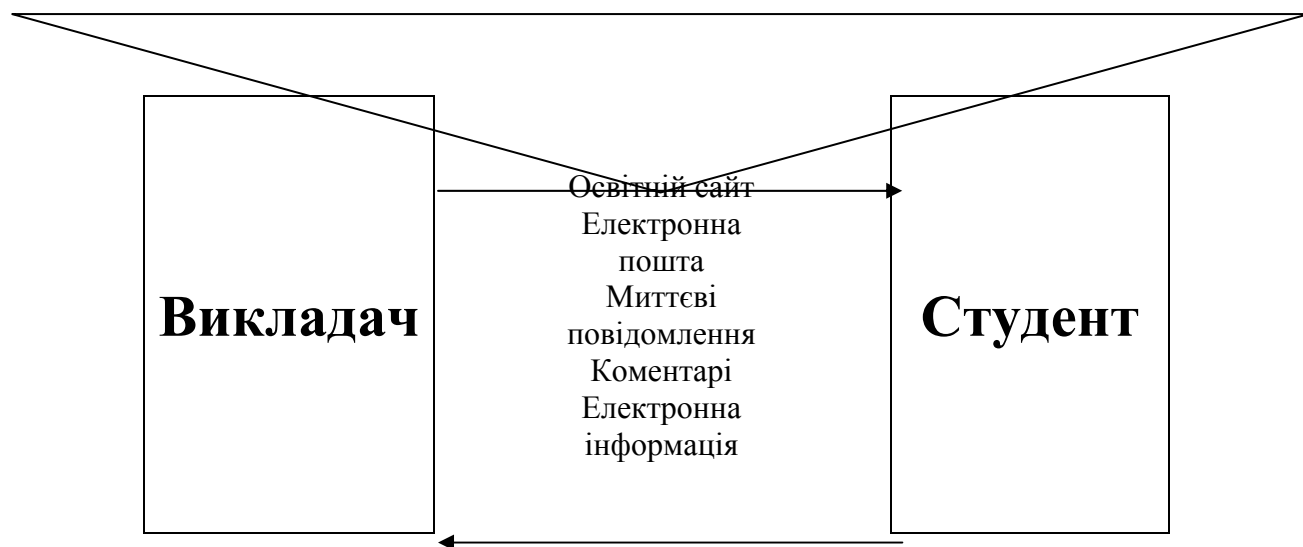 Освітній сайт
Електронна
пошта
Миттєві
повідомлення
Коментарі
Електронна
інформація
Викладач
Студент